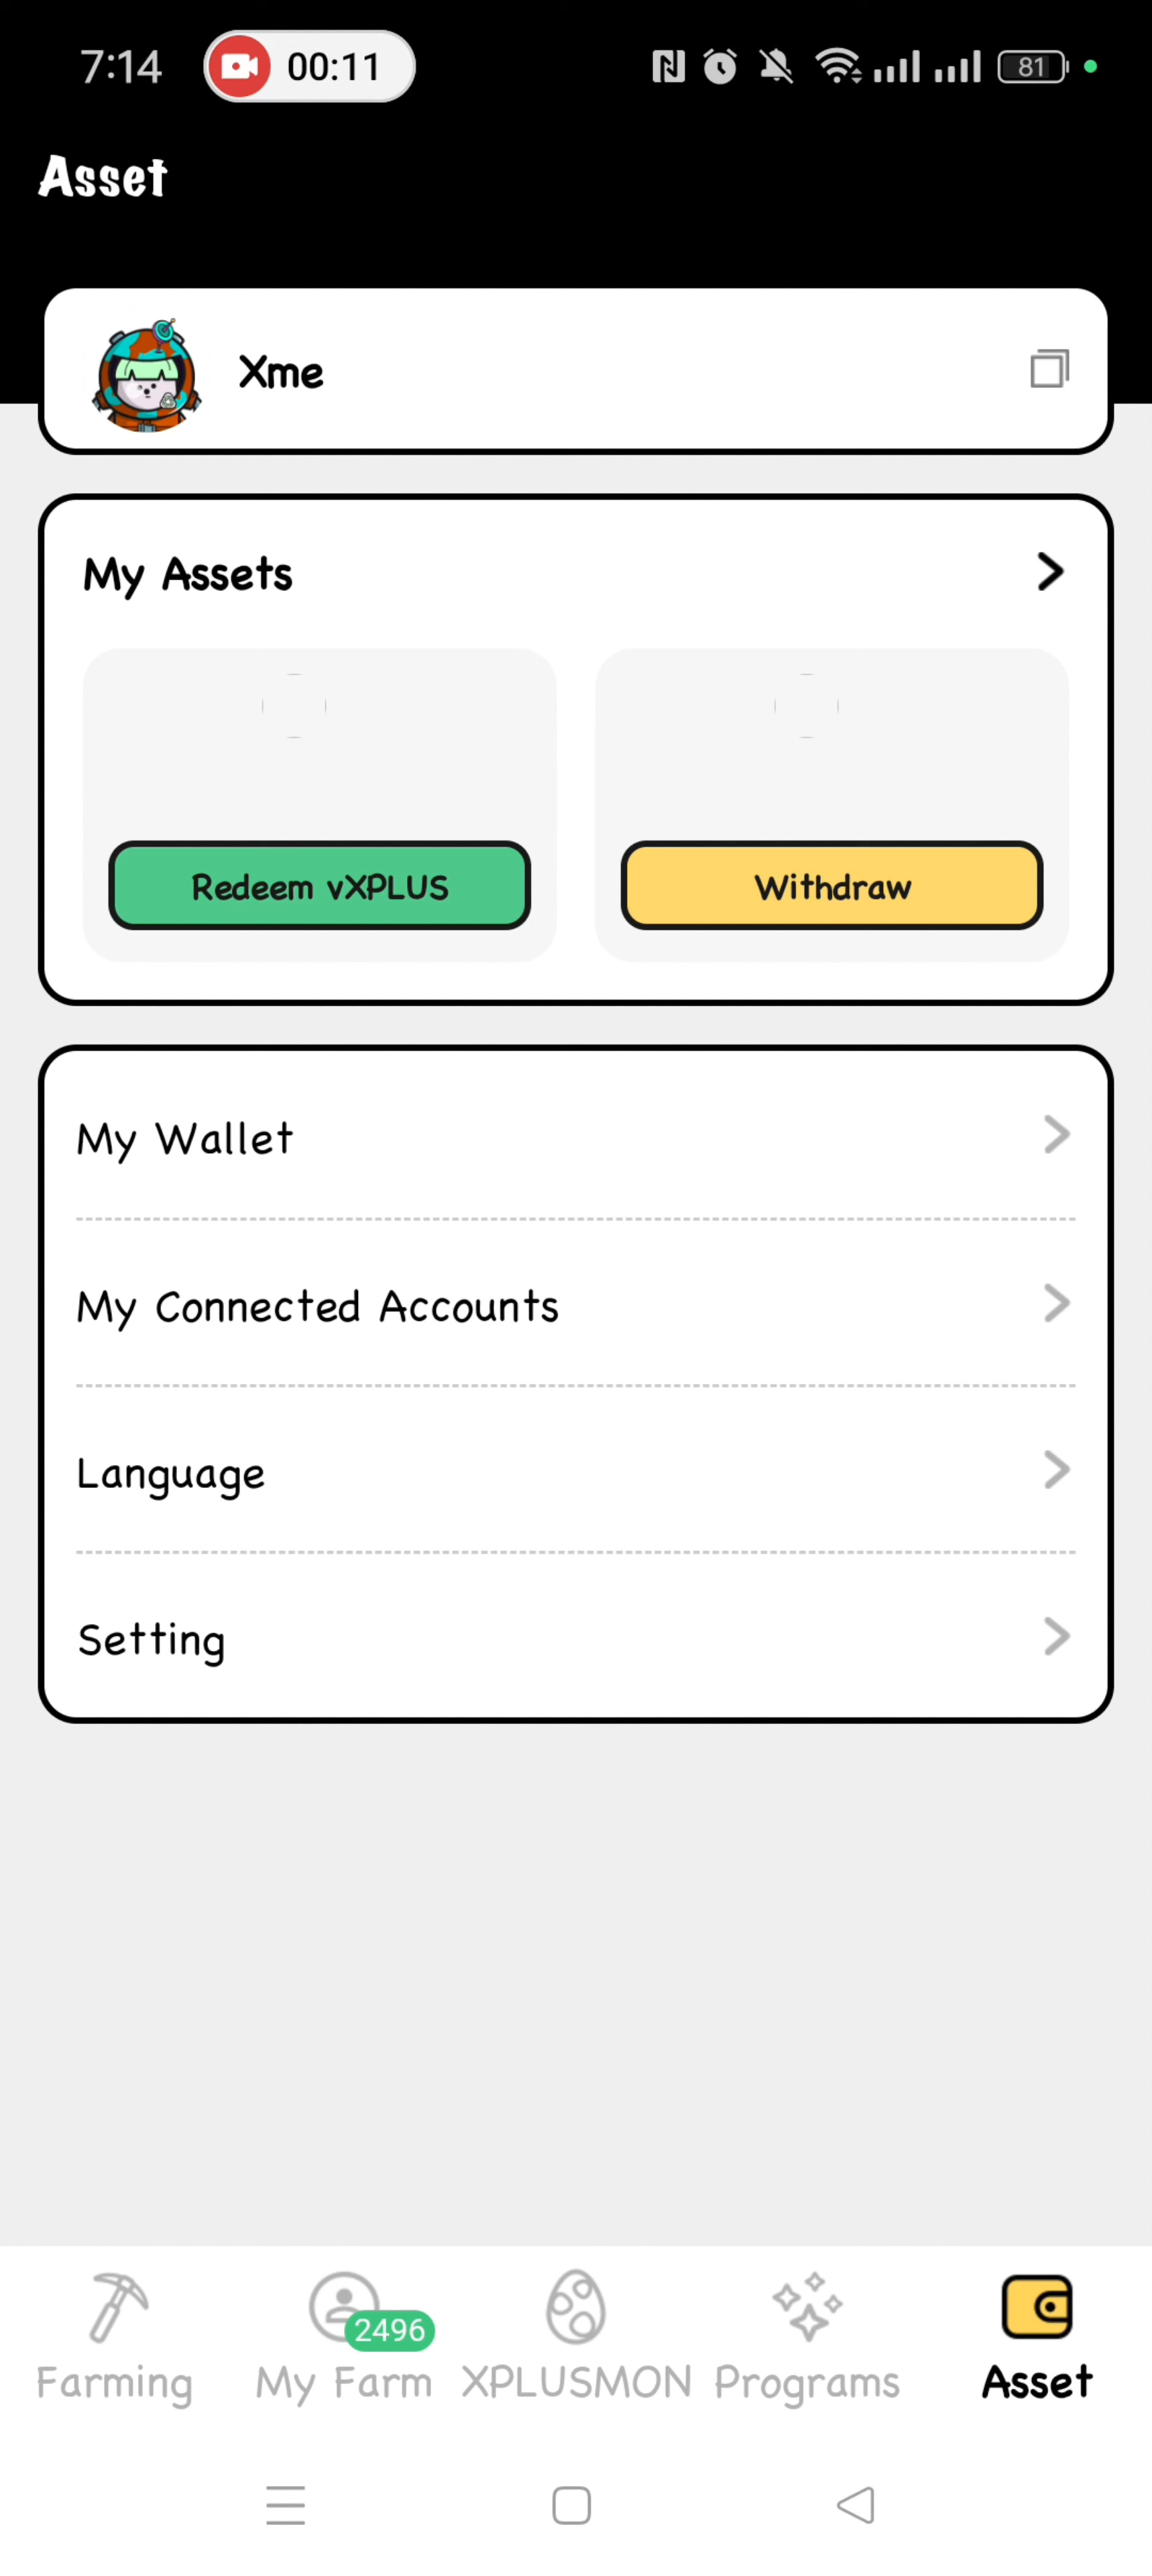 7:14 00:11 81
Asset
Xme
My Assets
Redeem vXPLUS
Withdraw
My Wallet
My Connected Accounts
Language
Setting
2496
Farming My Farm XPLUSMON Programs Asset